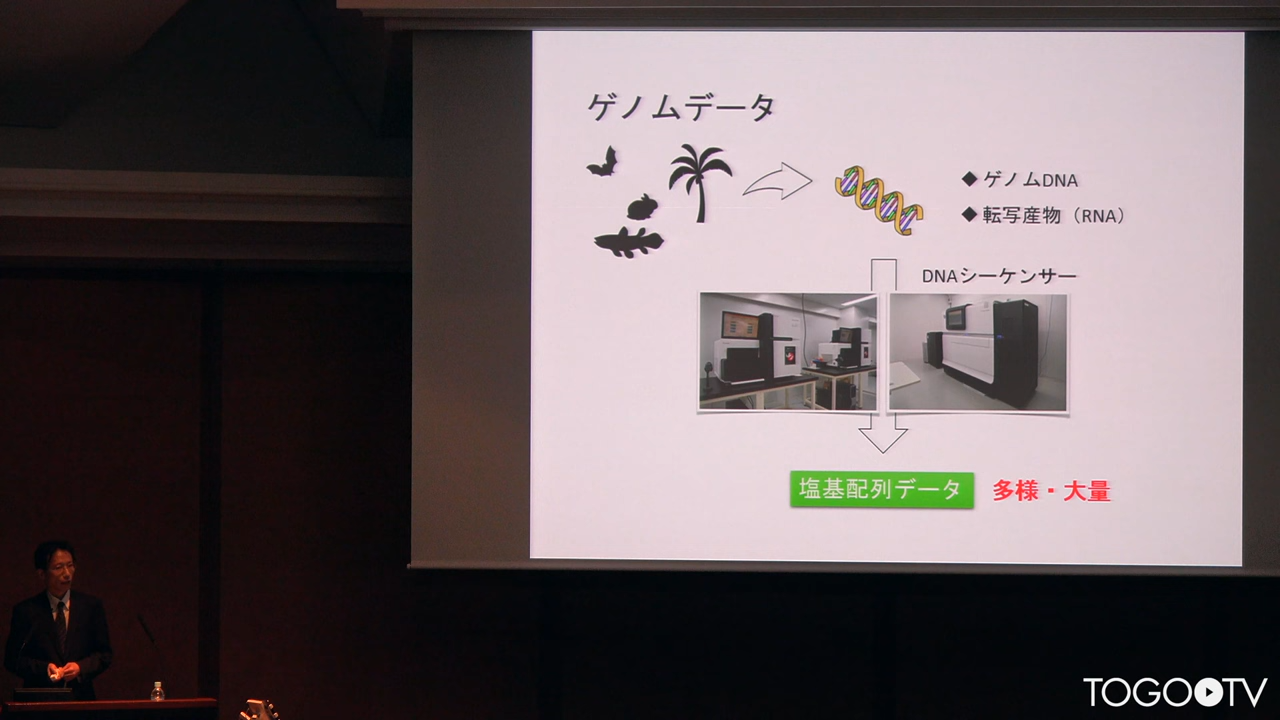 ゲノムデータ
◆ ゲノムDNA
◆ 転写産物（RNA）
DNAシーケンサー
塩基配列データ 多様・大量
TOGOTV